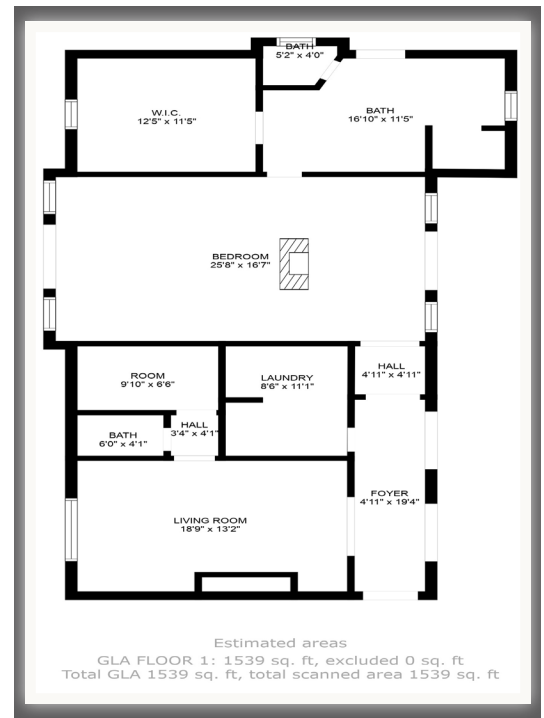 BATH
5'2" x 4'0"
W.I.C.
12'5" x 11'5"
BATH
16'10" x 11'5"
BEDROOM
25'8" x 16'7"
ROOM
9'10" x 6'6"
LAUNDRY
8'6" x 11'1"
HALL
4'11" x 4'11"
HALL
3'4" x 4'1"
BATH
6'0" x 4'1"
FOYER
4'11" x 19'4"
LIVING ROOM
18'9" x 13'2"
Estimated areas
GLA FLOOR 1: 1539 sq. ft, excluded 0 sq. ft
Total GLA 1539 sq. ft, total scanned area 1539 sq. ft